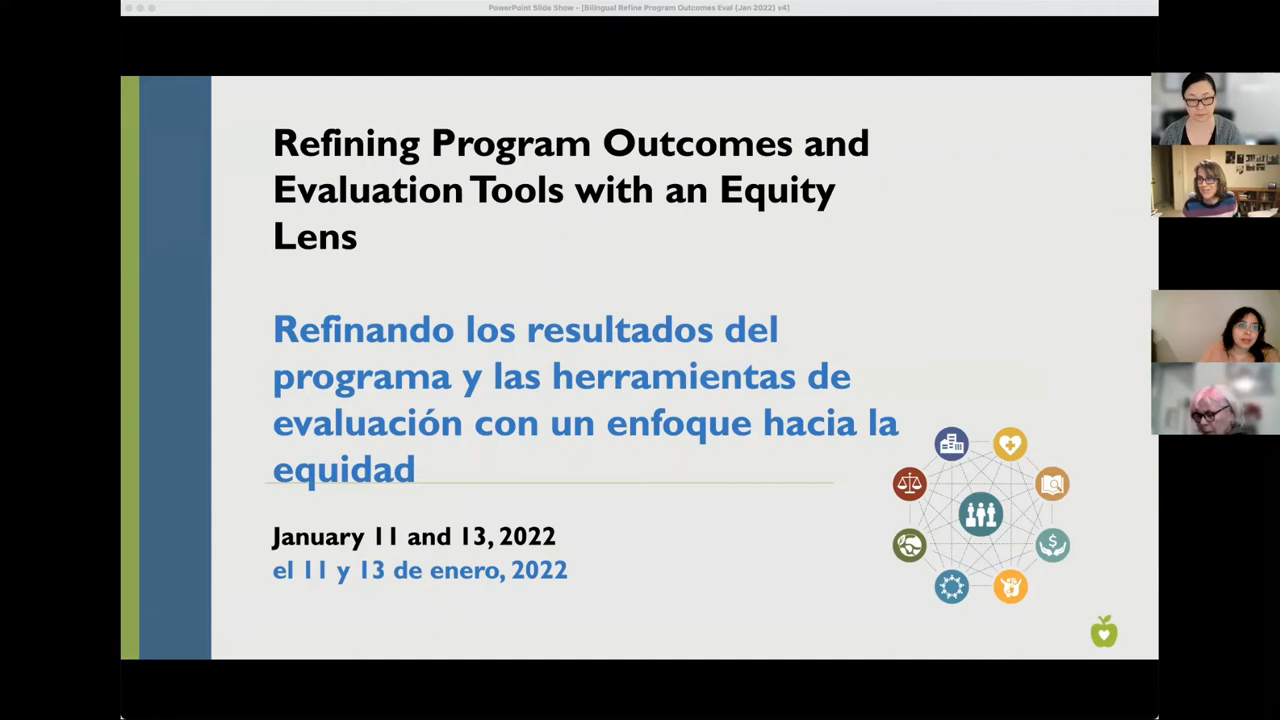 PowerPoint Slide Show - [Bilingual Refine Program Outcomes Eval (Jan 2022) v4]
Refining Program Outcomes and
Evaluation Tools with an Equity
Lens
Refinando los resultados del
programa y las herramientas de
evaluación con un enfoque hacia la
equidad
January 11 and 13, 2022
el 11 y 13 de enero, 2022